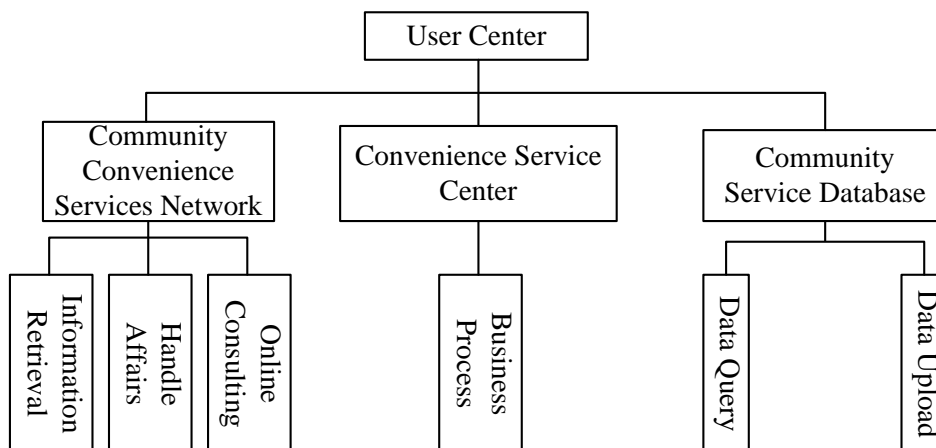 User Center
Community
Convenience
Services Network
Convenience Service
Center
Community
Service Database
Information
Retrieval
Handle
Affairs
Online
Consulting
Business
Process
Data Query
Data Upload